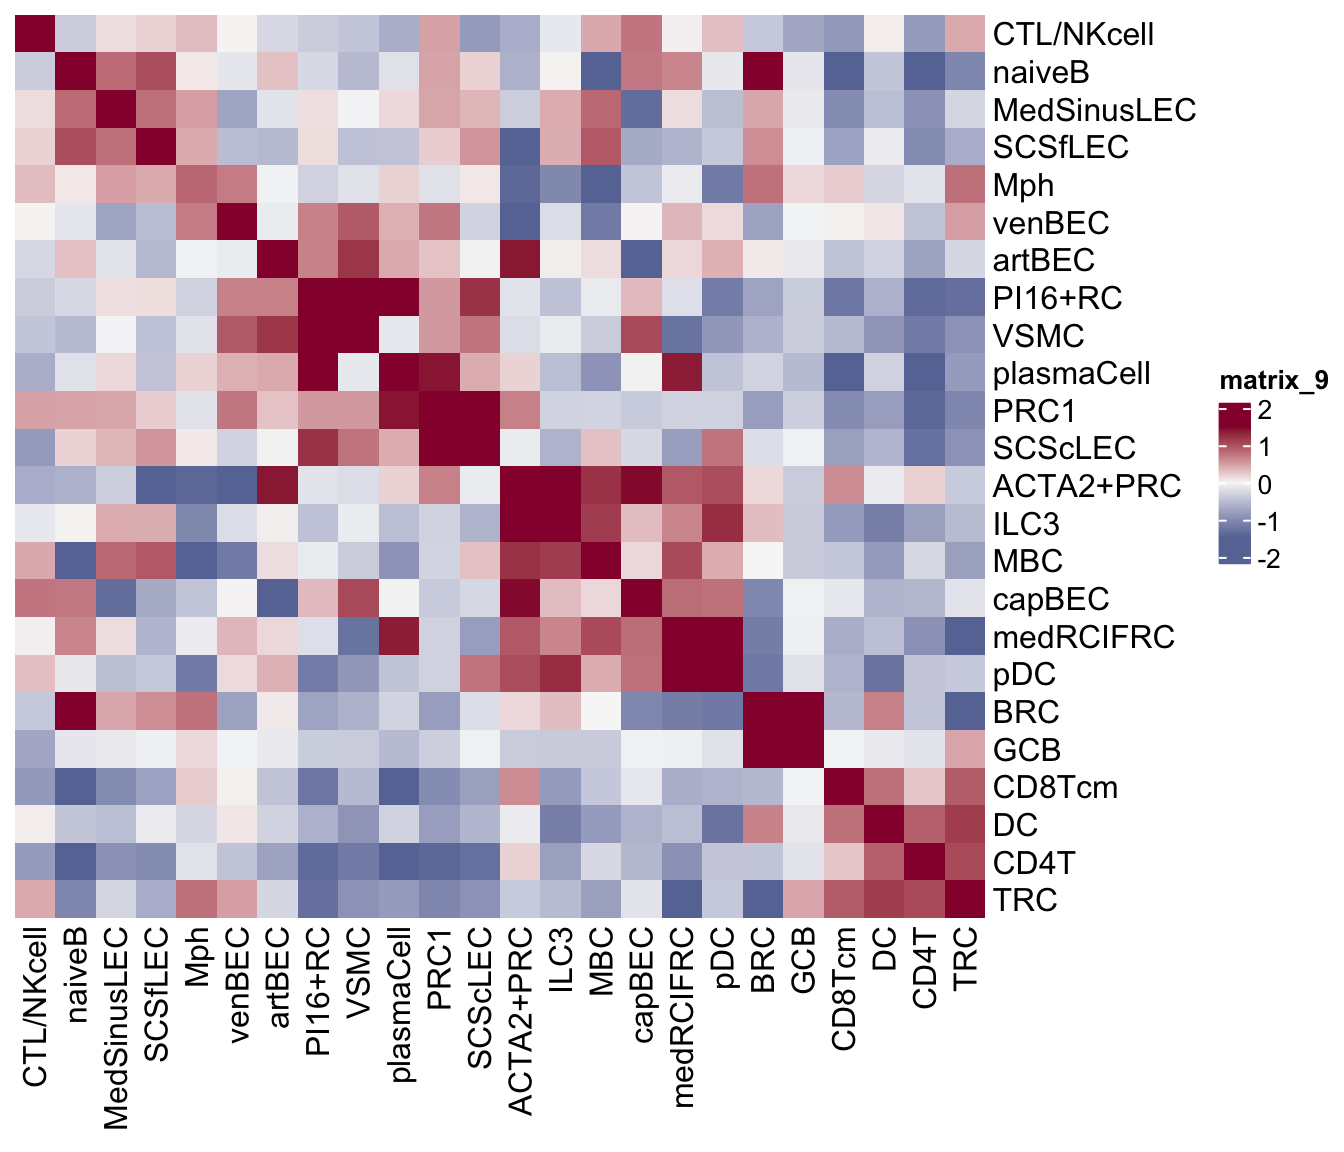 CTL/NKcell
naiveB
MedSinusLEC
SCSfLEC
Mph
venBEC
artBEC
PI16+RC
VSMC
plasmaCell
PRC1
SCScLEC
ACTA2+PRC
ILC3
MBC
capBEC
medRCIFRC
pDC
BRC
GCB
CD8Tcm
DC
CD4T
TRC
matrix_9
2
1
0
-1
-2
CTL/NKcell
naiveB
MedSinusLEC
SCSfLEC
Mph
venBEC
artBEC
PI16+RC
VSMC
plasmaCell
PRC1
SCScLEC
ACTA2+PRC
ILC3
MBC
capBEC
medRCIFRC
pDC
BRC
GCB
CD8Tcm
DC
CD4T
TRC